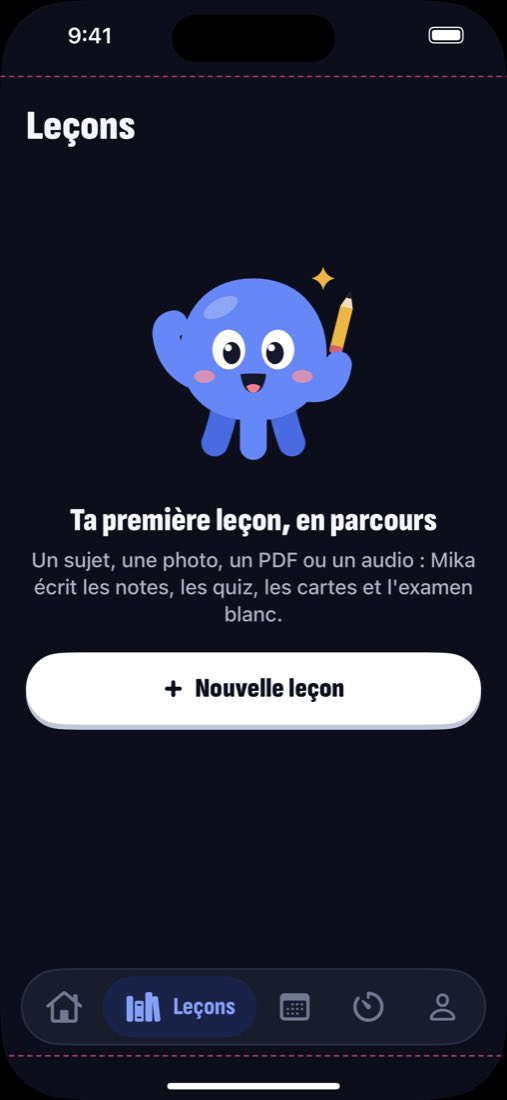 9:41
Leçons
Ta première leçon, en parcours
Un sujet, une photo, un PDF ou un audio : Mika
écrit les notes, les quiz, les cartes et l'examen
blanc.
+ Nouvelle leçon
Leçons